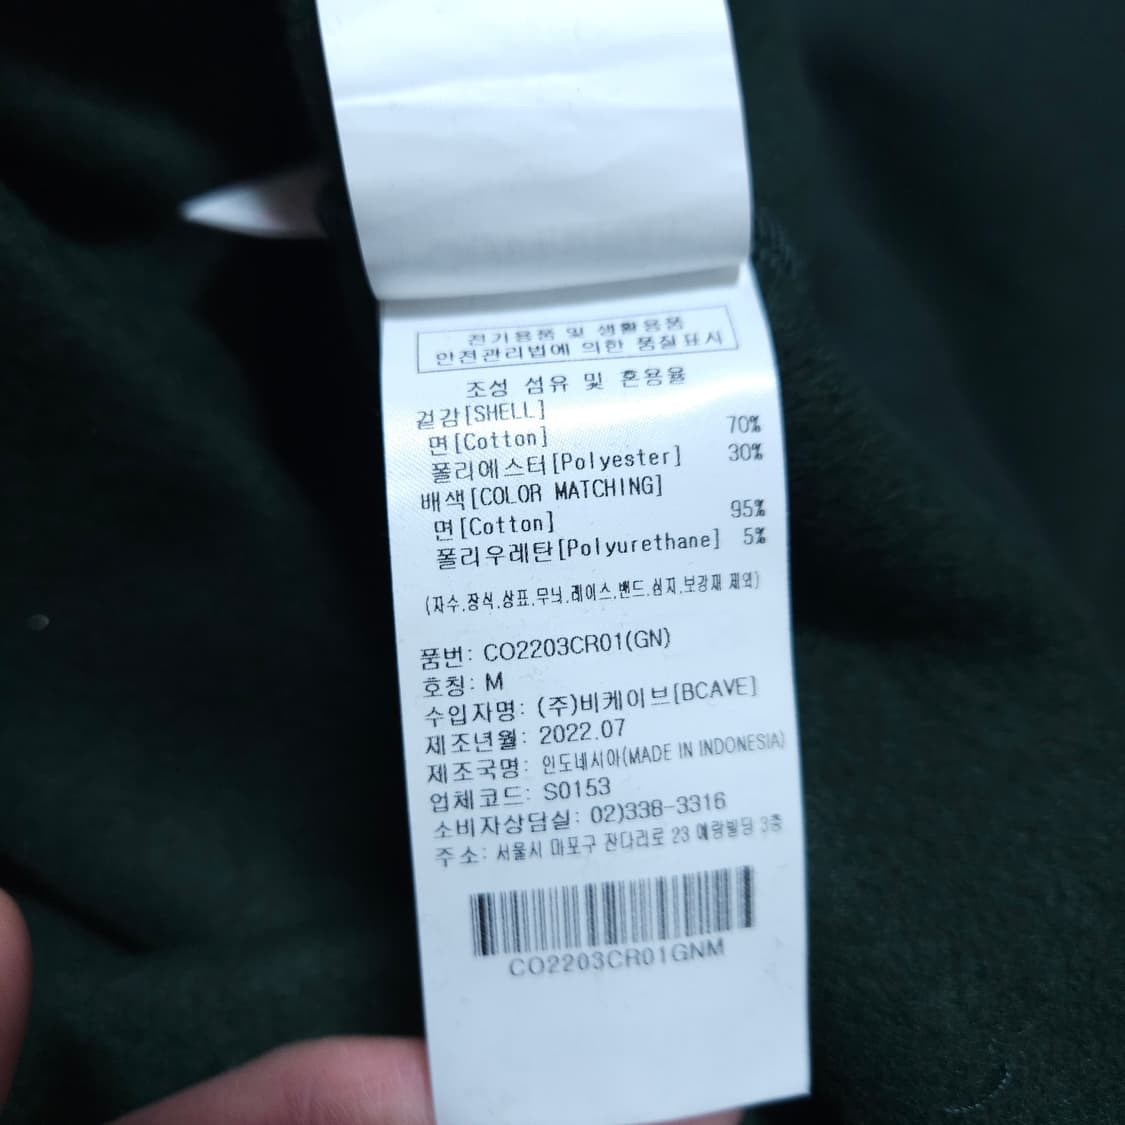 전기용품 및 생활용품
안전관리법에 의한 품질표시
조성 섬유 및 혼용율
겉감[SHELL]
면[Cotton] 70%
폴리에스터[Polyester] 30%
배색[COLOR MATCHING]
면[Cotton] 95%
폴리우레탄[Polyurethane] 5%
(자수.장식.상표.무늬.레이스.밴드.심지.보강재 제외)
품번: CO2203CR01(GN)
호칭: M
수입자명: (주)비케이브[BCAVE]
제조년월: 2022.07
제조국명: 인도네시아(MADE IN INDONESIA)
업체코드: S0153
소비자상담실: 02)338-3316
주소: 서울시 마포구 잔다리로 23 예랑빌딩 3층
CO2203CR01GNM